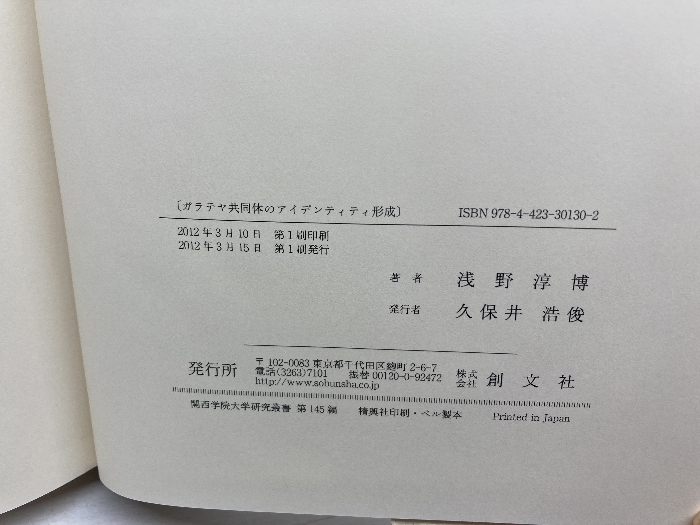 〔ガラテヤ共同体のアイデンティティ形成〕 ISBN 978-4-423-30130-2
2012年3月10日 第1刷印刷
2012年3月15日 第1刷発行
著者 浅野淳博
発行者 久保井浩俊
発行所 〒102-0083 東京都千代田区麹町2-6-7
電話(3263)7101 振替00120-0-92472
http://www.sobunsha.co.jp
株式会社 創文社
関西学院大学研究叢書 第145編 精興社印刷・ベル製本 Printed in Japan